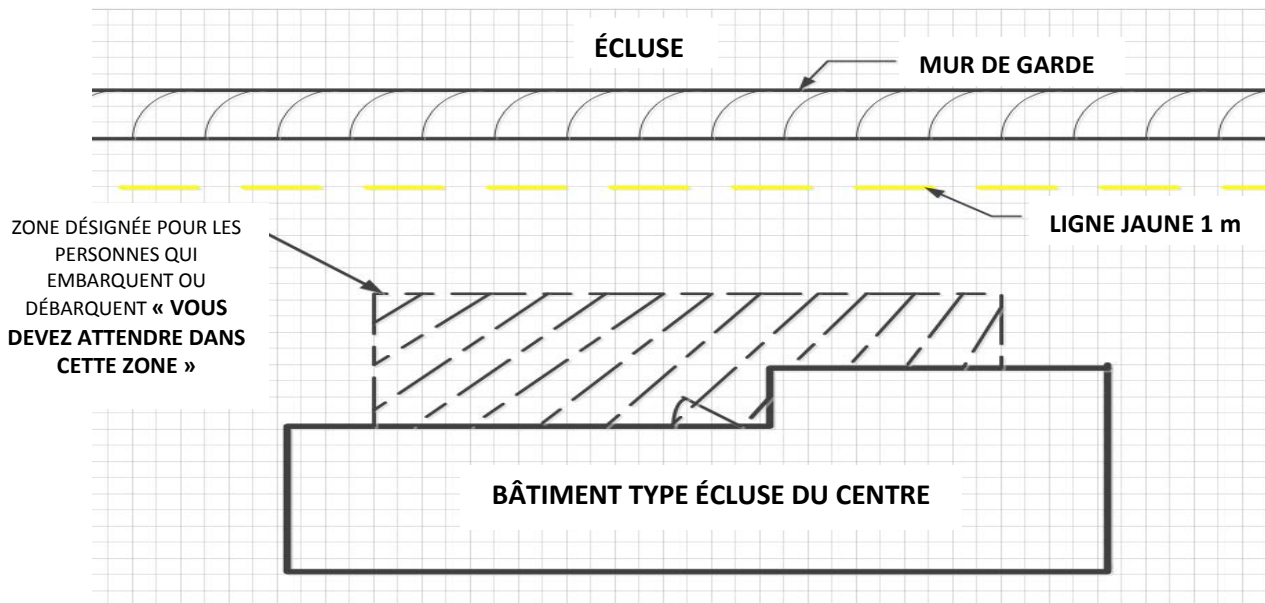 ÉCLUSE
MUR DE GARDE
LIGNE JAUNE 1 m
ZONE DÉSIGNÉE POUR LES
PERSONNES QUI
EMBARQUENT OU
DÉBARQUENT « VOUS
DEVEZ ATTENDRE DANS
CETTE ZONE »
BÂTIMENT TYPE ÉCLUSE DU CENTRE